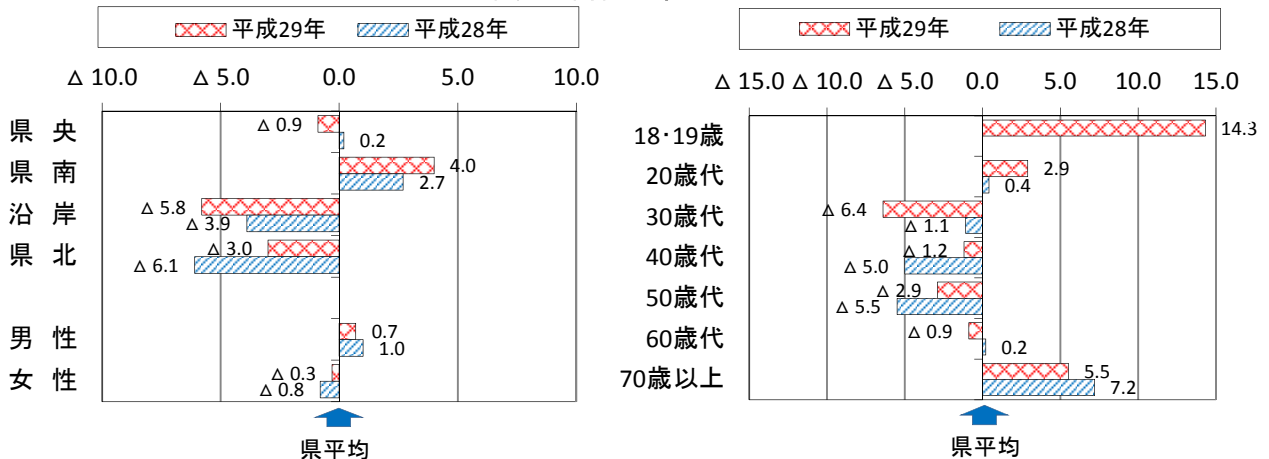 平成29年 平成28年
△ 10.0 △ 5.0 0.0 5.0 10.0
県 央 △ 0.9 0.2
県 南 4.0 2.7
沿 岸 △ 5.8 △ 3.9
県 北 △ 3.0 △ 6.1
男 性 0.7 1.0
女 性 △ 0.3 △ 0.8
県平均
平成29年 平成28年
△ 15.0 △ 10.0 △ 5.0 0.0 5.0 10.0 15.0
18･19歳 14.3
20歳代 2.9 0.4
30歳代 △ 6.4 △ 1.1
40歳代 △ 1.2 △ 5.0
50歳代 △ 2.9 △ 5.5
60歳代 △ 0.9 0.2
70歳以上 5.5 7.2
県平均